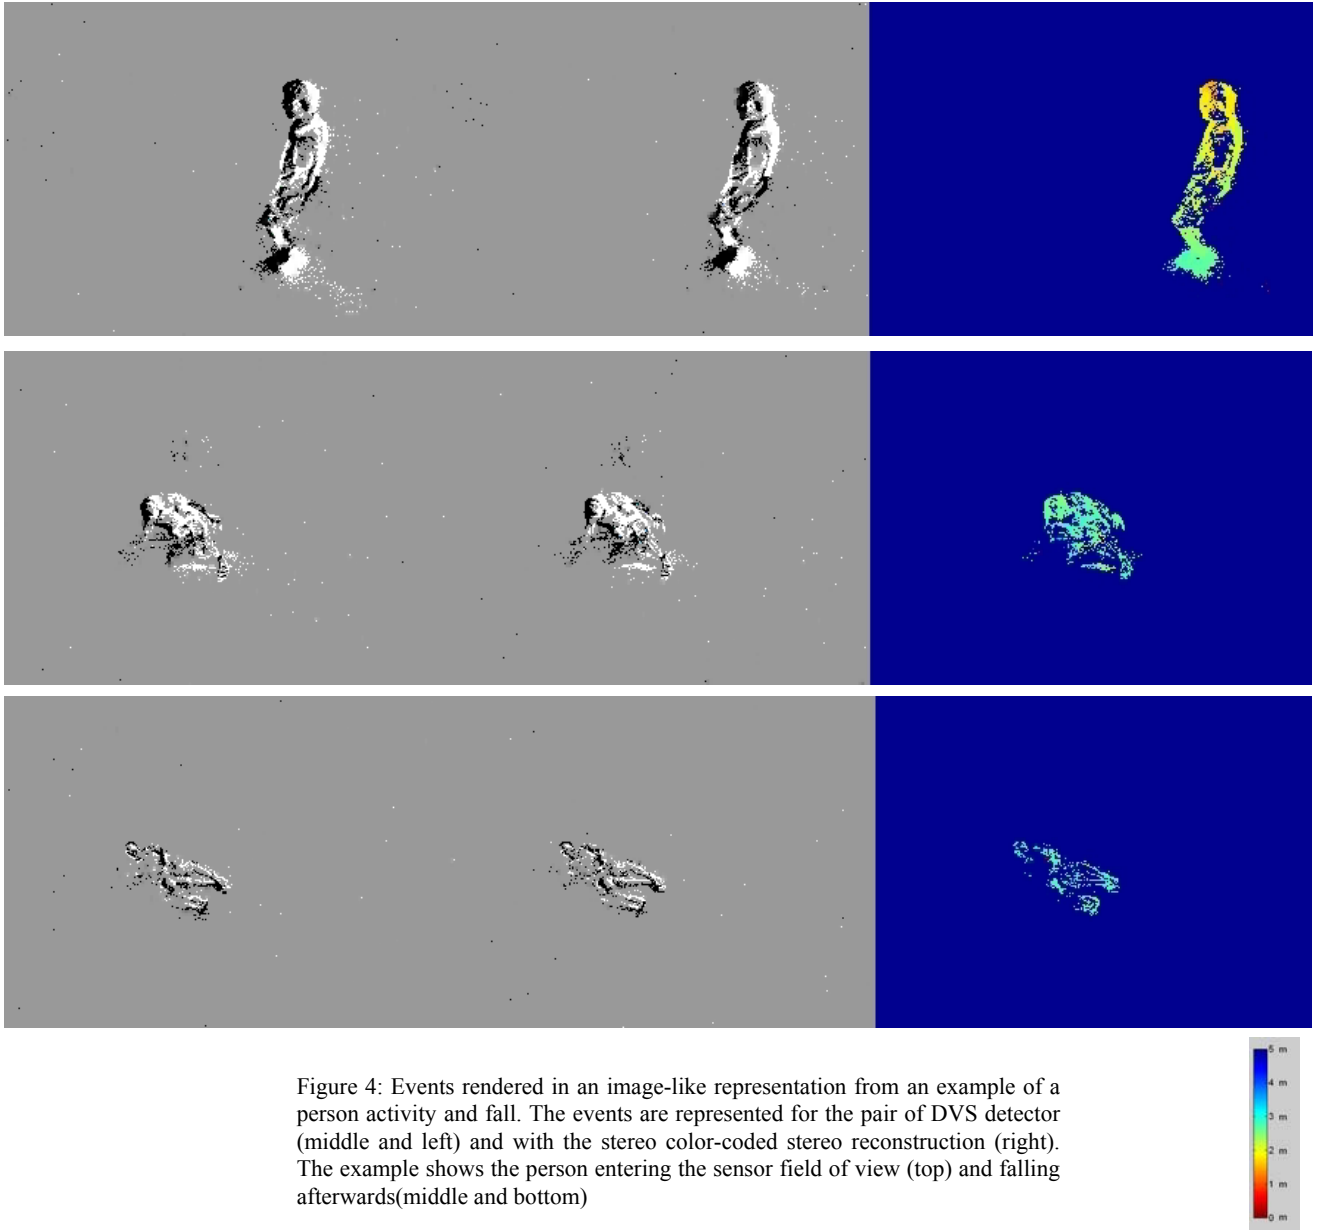 5 m
4 m
3 m
2 m
1 m
0 m
Figure 4: Events rendered in an image-like representation from an example of a
person activity and fall. The events are represented for the pair of DVS detector
(middle and left) and with the stereo color-coded stereo reconstruction (right).
The example shows the person entering the sensor field of view (top) and falling
afterwards(middle and bottom)